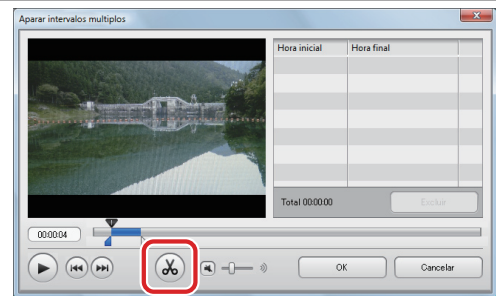 Aparar intervalos multiplos
Hora inicial Hora final
Total 00:00:00 Excluir
00:00:04
OK Cancelar